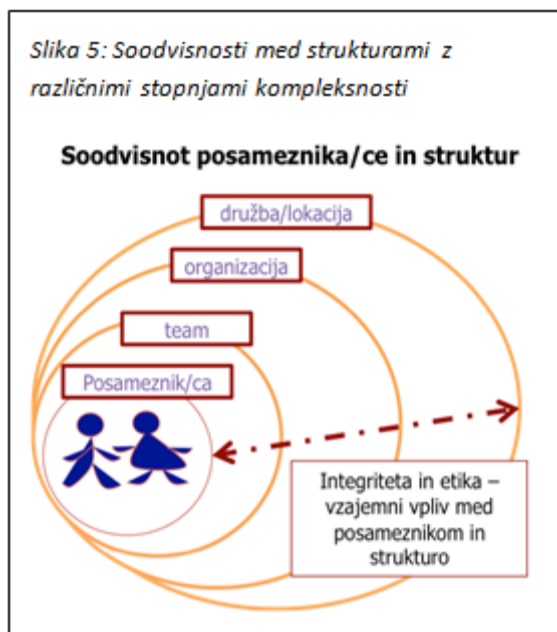 Slika 5: Soodvisnosti med strukturami z
različnimi stopnjami kompleksnosti
Soodvisnot posameznika/ce in struktur
družba/lokacija
organizacija
team
Posameznik/ca
Integriteta in etika –
vzajemni vpliv med
posameznikom in
strukturo